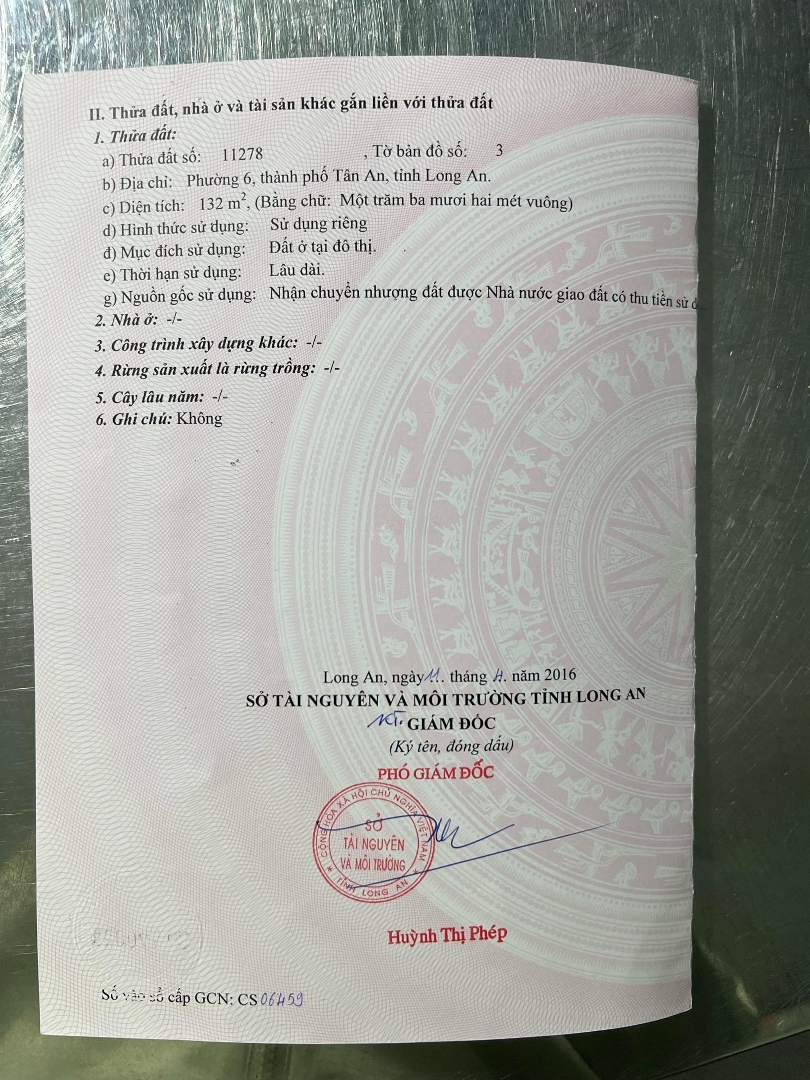 II. Thửa đất, nhà ở và tài sản khác gắn liền với thửa đất
1. Thửa đất:
a) Thửa đất số: 11278 , Tờ bản đồ số: 3
b) Địa chỉ: Phường 6, thành phố Tân An, tỉnh Long An.
c) Diện tích: 132 m², (Bằng chữ: Một trăm ba mươi hai mét vuông)
d) Hình thức sử dụng: Sử dụng riêng
đ) Mục đích sử dụng: Đất ở tại đô thị.
e) Thời hạn sử dụng: Lâu dài.
g) Nguồn gốc sử dụng: Nhận chuyển nhượng đất được Nhà nước giao đất có thu tiền sử
2. Nhà ở: -/-
3. Công trình xây dựng khác: -/-
4. Rừng sản xuất là rừng trồng: -/-
5. Cây lâu năm: -/-
6. Ghi chú: Không
Long An, ngày 11. tháng 4. năm 2016
SỞ TÀI NGUYÊN VÀ MÔI TRƯỜNG TỈNH LONG AN
KT. GIÁM ĐỐC
(Ký tên, đóng dấu)
PHÓ GIÁM ĐỐC
CỘNG HÒA XÃ HỘI CHỦ NGHĨA VIỆT NAM
SỞ
TÀI NGUYÊN
VÀ MÔI TRƯỜNG
TỈNH LONG AN
Huỳnh Thị Phép
Số vào sổ cấp GCN: CS 06459